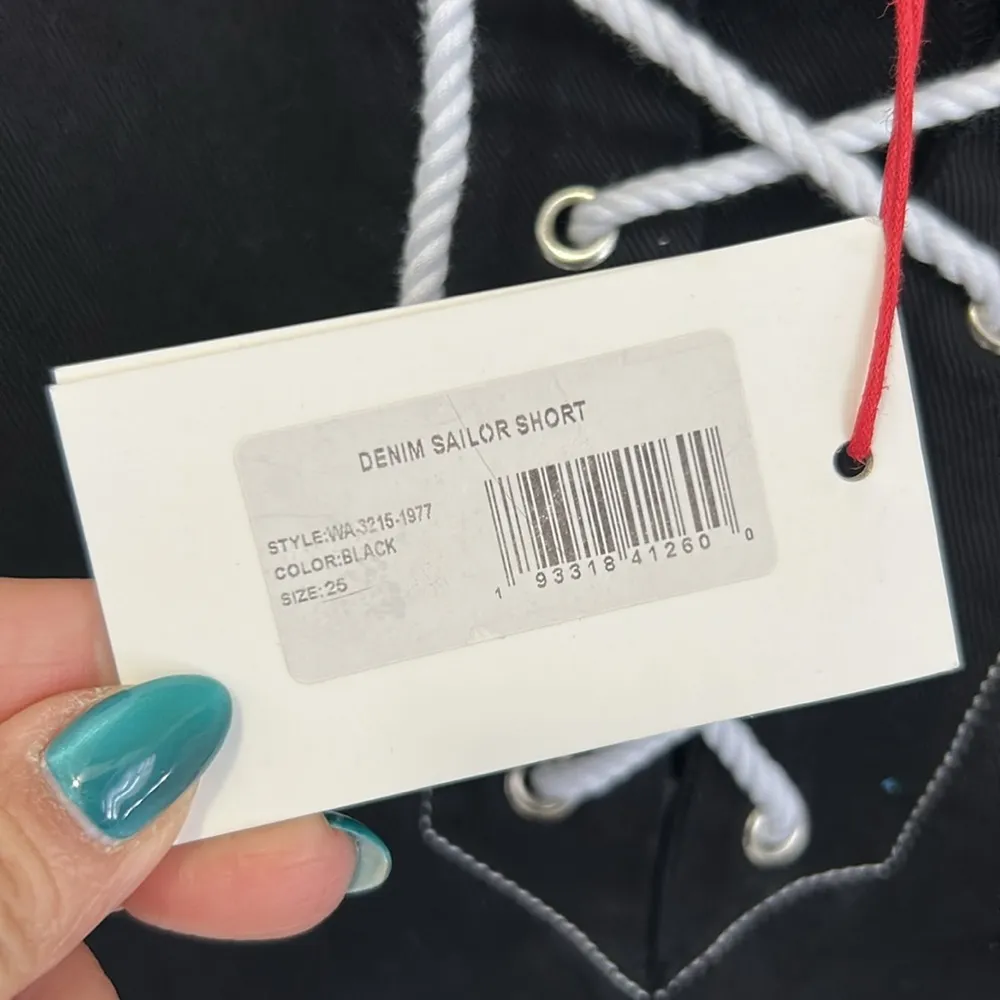 DENIM SAILOR SHORT
STYLE:WA-3215-1977
COLOR:BLACK
SIZE:25
1 93318 41260 0